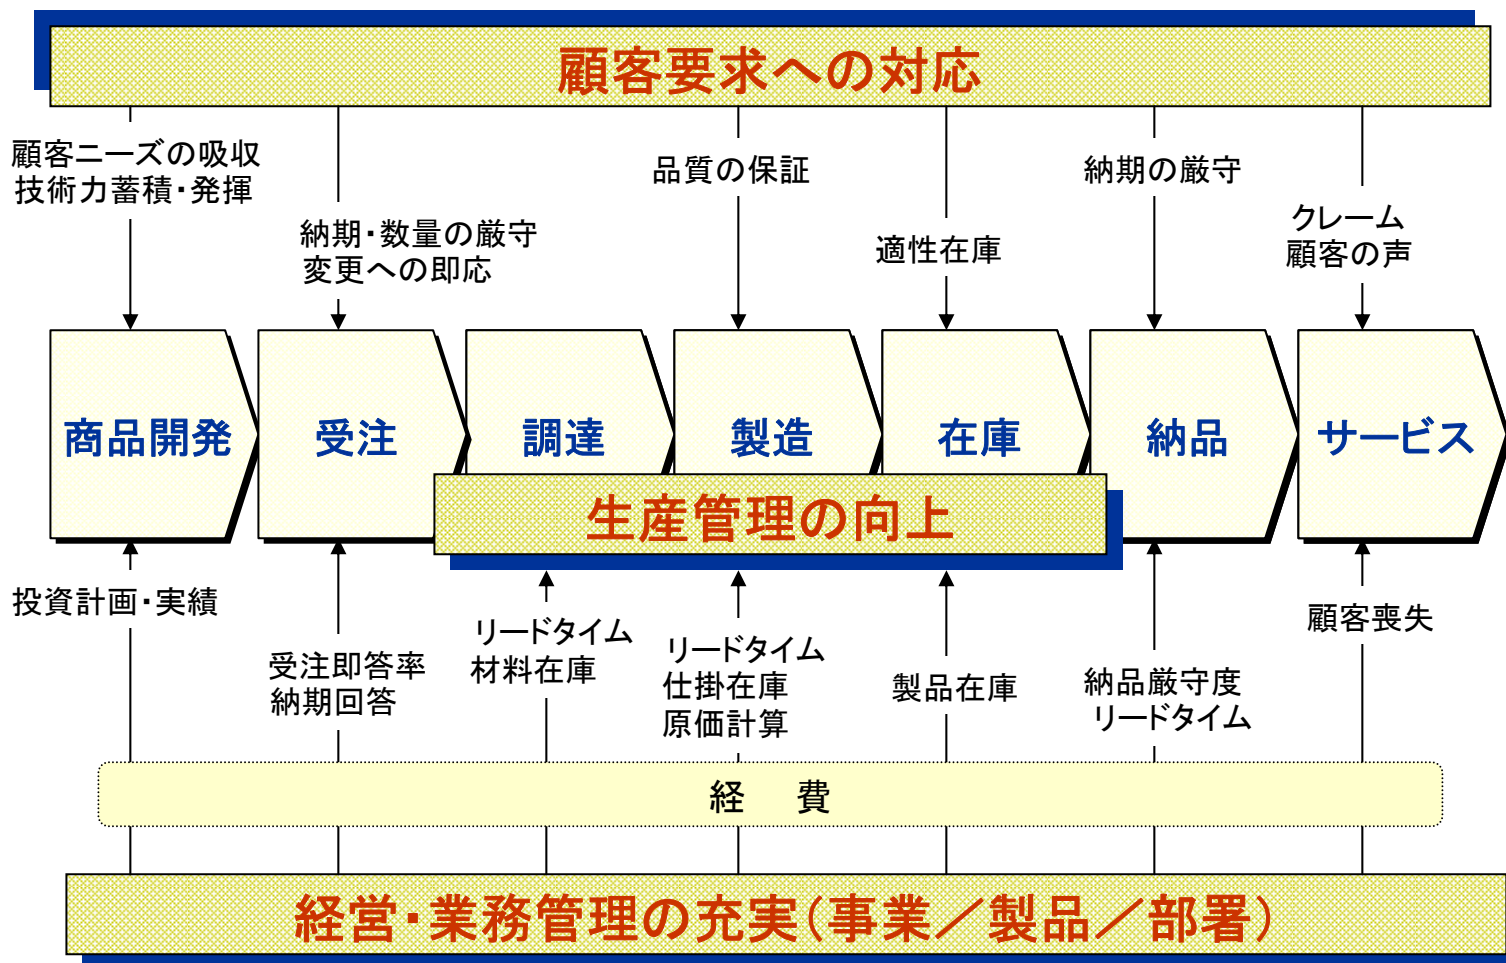 顧客要求への対応
顧客ニーズの吸収
技術力蓄積・発揮
納期・数量の厳守
変更への即応
品質の保証
適性在庫
納期の厳守
クレーム
顧客の声
商品開発
受注
調達
製造
在庫
納品
サービス
生産管理の向上
投資計画・実績
受注即答率
納期回答
リードタイム
材料在庫
リードタイム
仕掛在庫
原価計算
製品在庫
納品厳守度
リードタイム
顧客喪失
経　費
経営・業務管理の充実(事業／製品／部署)